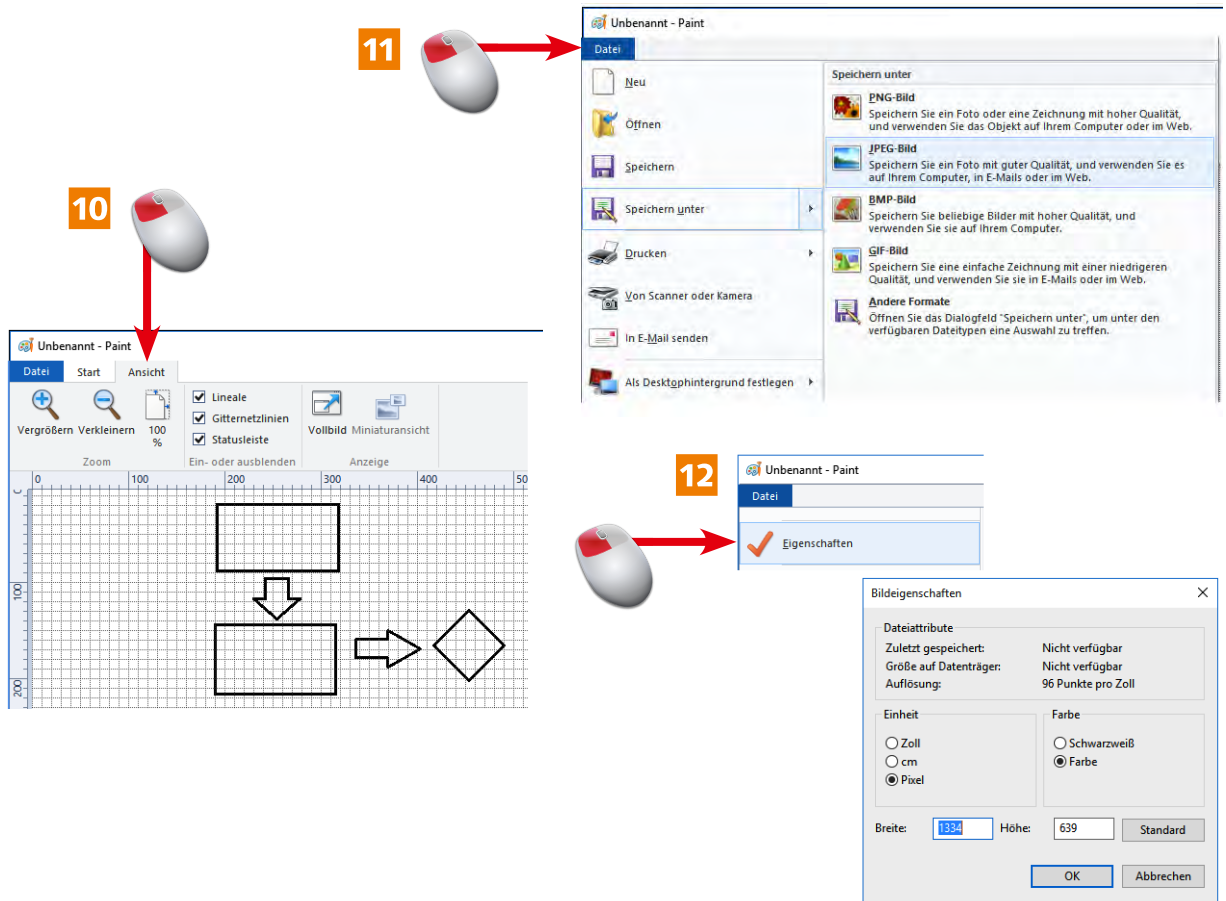 11
Unbenannt - Paint
Datei
Neu
Öffnen
Speichern
Speichern unter
Drucken
Von Scanner oder Kamera
In E-Mail senden
Als Desktophintergrund festlegen
Speichern unter
PNG-Bild
Speichern Sie ein Foto oder eine Zeichnung mit hoher Qualität,
und verwenden Sie das Objekt auf Ihrem Computer oder im Web.
JPEG-Bild
Speichern Sie ein Foto mit guter Qualität, und verwenden Sie es
auf Ihrem Computer, in E-Mails oder im Web.
BMP-Bild
Speichern Sie beliebige Bilder mit hoher Qualität, und
verwenden Sie sie auf Ihrem Computer.
GIF-Bild
Speichern Sie eine einfache Zeichnung mit einer niedrigeren
Qualität, und verwenden Sie sie in E-Mails oder im Web.
Andere Formate
Öffnen Sie das Dialogfeld "Speichern unter", um unter den
verfügbaren Dateitypen eine Auswahl zu treffen.
10
Unbenannt - Paint
Datei Start Ansicht
Vergrößern Verkleinern 100
%
Lineale
Gitternetzlinien
Statusleiste
Vollbild Miniaturansicht
Zoom Ein- oder ausblenden Anzeige
0 100 200 300 400 50
0
100
200
12
Unbenannt - Paint
Datei
Eigenschaften
Bildeigenschaften
Dateiattribute
Zuletzt gespeichert: Nicht verfügbar
Größe auf Datenträger: Nicht verfügbar
Auflösung: 96 Punkte pro Zoll
Einheit
Zoll
cm
Pixel
Farbe
Schwarzweiß
Farbe
Breite: 1334 Höhe: 639 Standard
OK Abbrechen